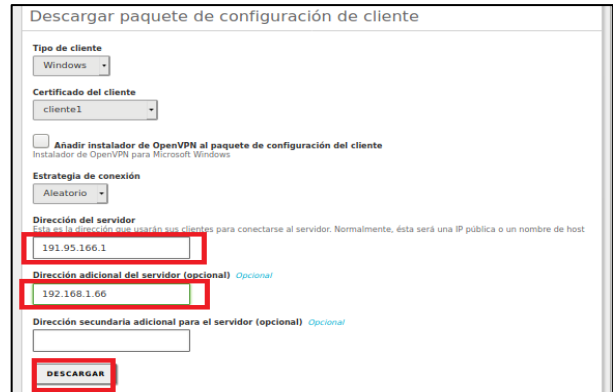 Descargar paquete de configuración de cliente
Tipo de cliente
Windows
Certificado del cliente
cliente1
Añadir instalador de OpenVPN al paquete de configuración del cliente
Instalador de OpenVPN para Microsoft Windows
Estrategia de conexión
Aleatorio
Dirección del servidor
Esta es la dirección que usarán sus clientes para conectarse al servidor. Normalmente, ésta será una IP pública o un nombre de host
191.95.166.1
Dirección adicional del servidor (opcional) Opcional
192.168.1.66
Dirección secundaria adicional para el servidor (opcional) Opcional
DESCARGAR